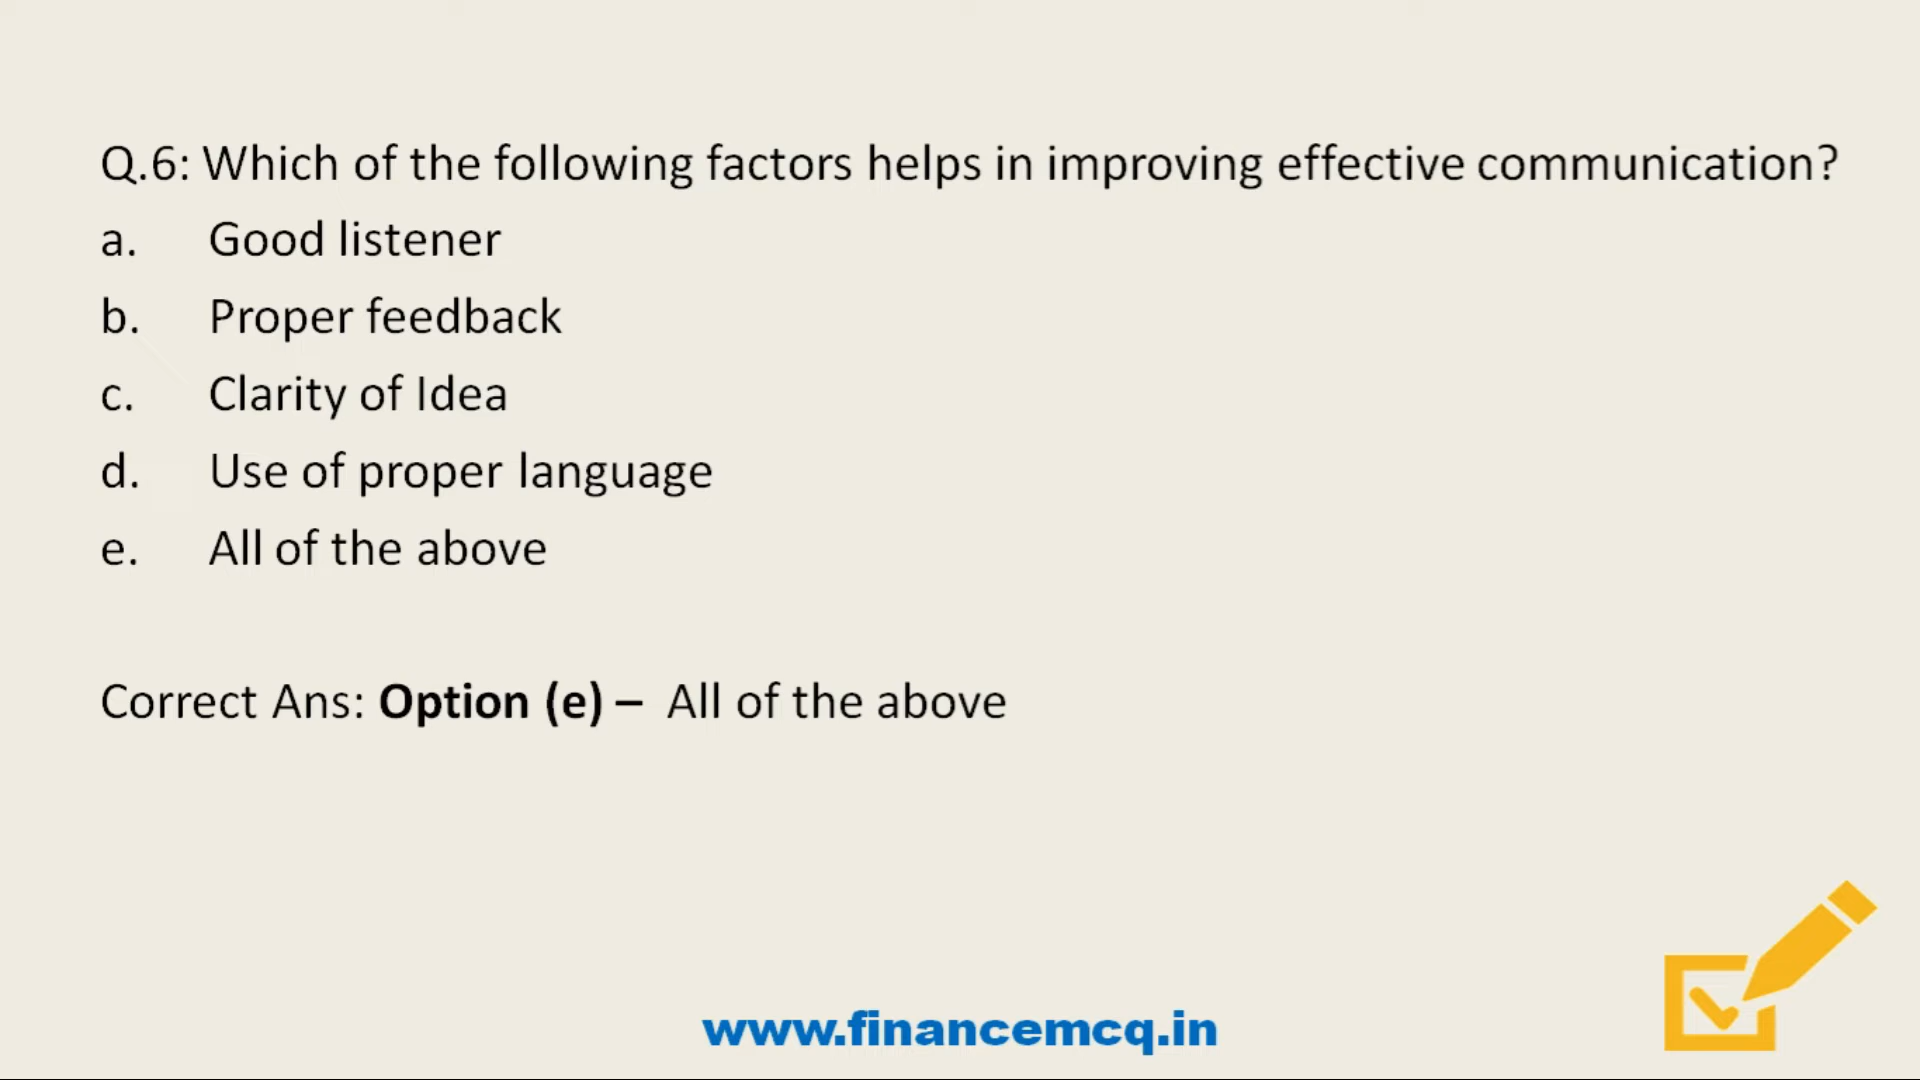 Q.6: Which of the following factors helps in improving effective communication?
a. Good listener
b. Proper feedback
c. Clarity of Idea
d. Use of proper language
e. All of the above
Correct Ans: Option (e) – All of the above
www.financemcq.in